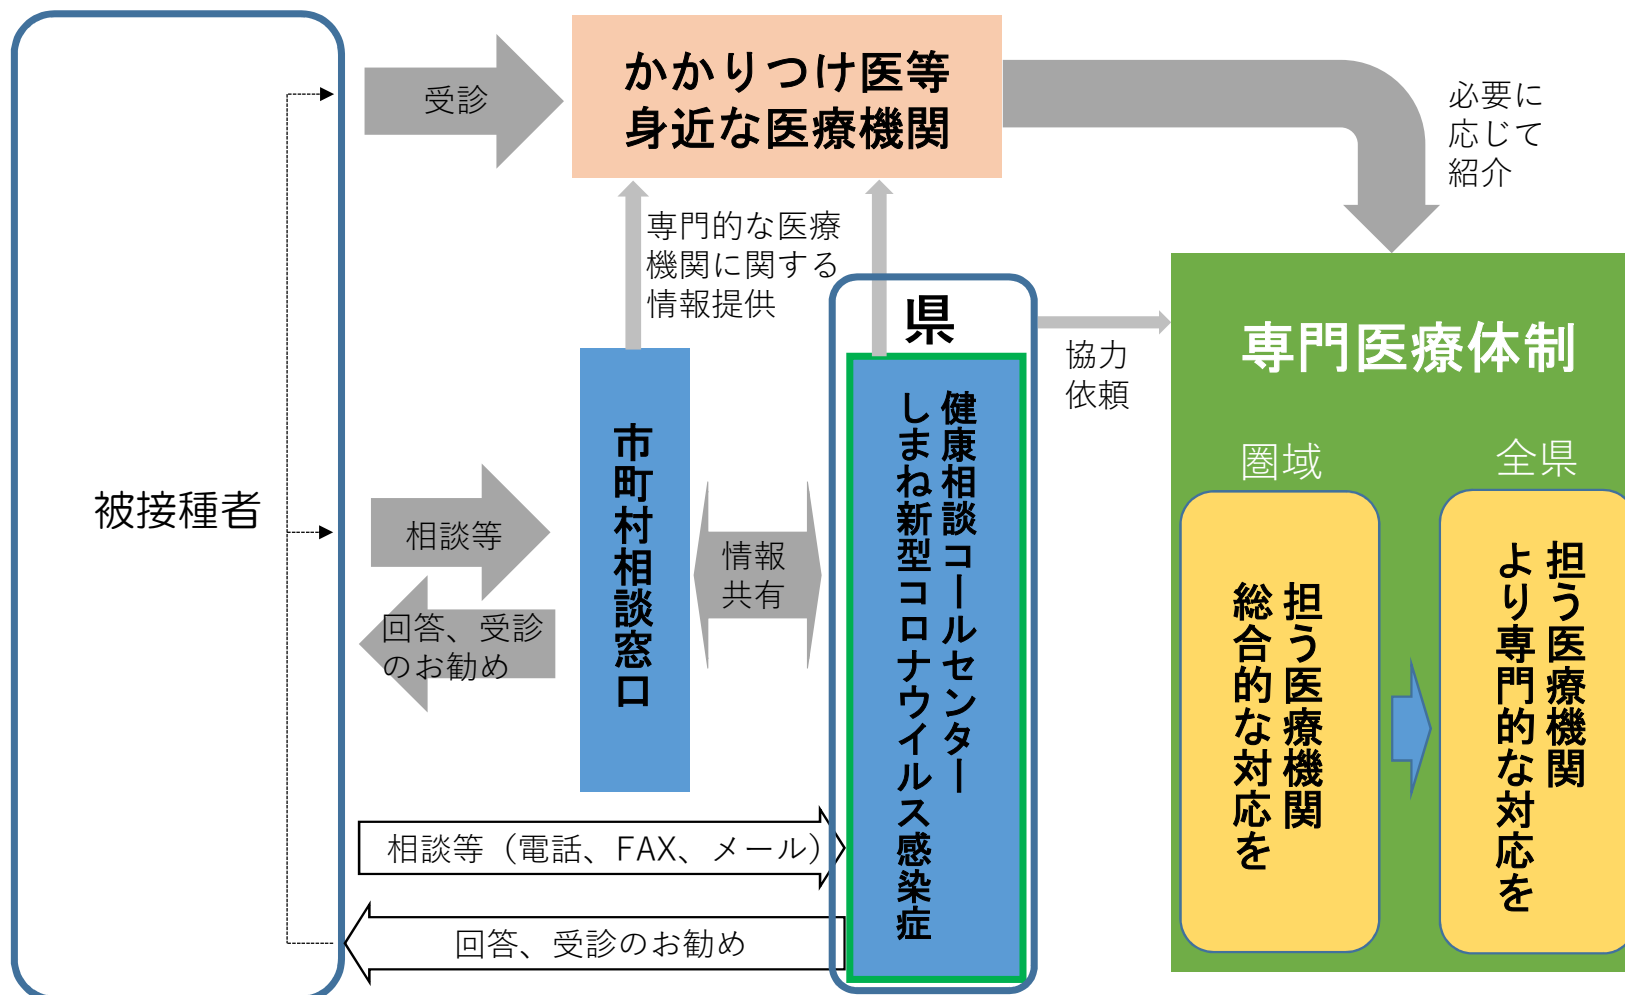 被接種者
受診
かかりつけ医等
身近な医療機関
必要に
応じて
紹介
専門的な医療
機関に関する
情報提供
県
協力
依頼
市町村相談窓口
相談等
回答、受診
のお勧め
情報
共有
しまね新型コロナウイルス感染症
健康相談コールセンター
相談等（電話、FAX、メール）
回答、受診のお勧め
専門医療体制
圏域
総合的な対応を
担う医療機関
全県
より専門的な対応を
担う医療機関